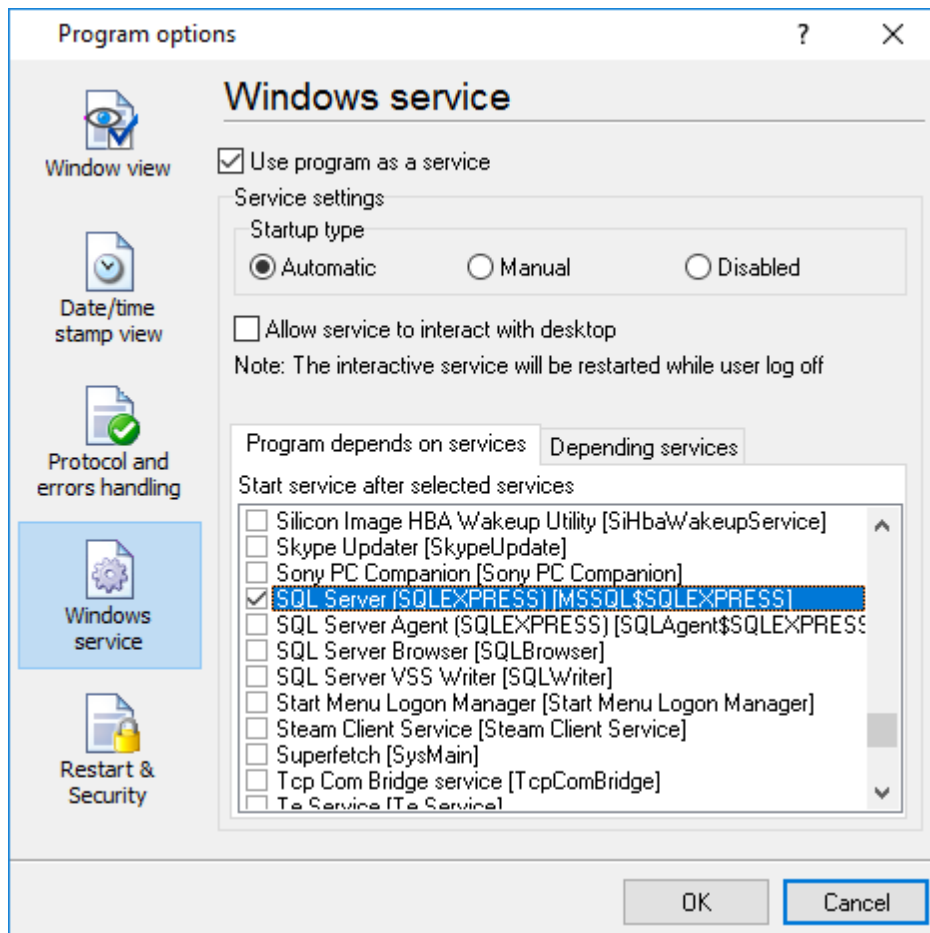 Program options
?
Windows service
Window view
Date/time
stamp view
Protocol and
errors handling
Windows
service
Restart &
Security
Use program as a service
Service settings
Startup type
Automatic Manual Disabled
Allow service to interact with desktop
Note: The interactive service will be restarted while user log off
Program depends on services Depending services
Start service after selected services
Silicon Image HBA Wakeup Utility [SiHbaWakeupService]
Skype Updater [SkypeUpdate]
Sony PC Companion [Sony PC Companion]
SQL Server (SQLEXPRESS) [MSSQL$SQLEXPRESS]
SQL Server Agent (SQLEXPRESS) [SQLAgent$SQLEXPRESS
SQL Server Browser [SQLBrowser]
SQL Server VSS Writer [SQLWriter]
Start Menu Logon Manager [Start Menu Logon Manager]
Steam Client Service [Steam Client Service]
Superfetch [SysMain]
Tcp Com Bridge service [TcpComBridge]
Te Service [Te.Service]
OK Cancel